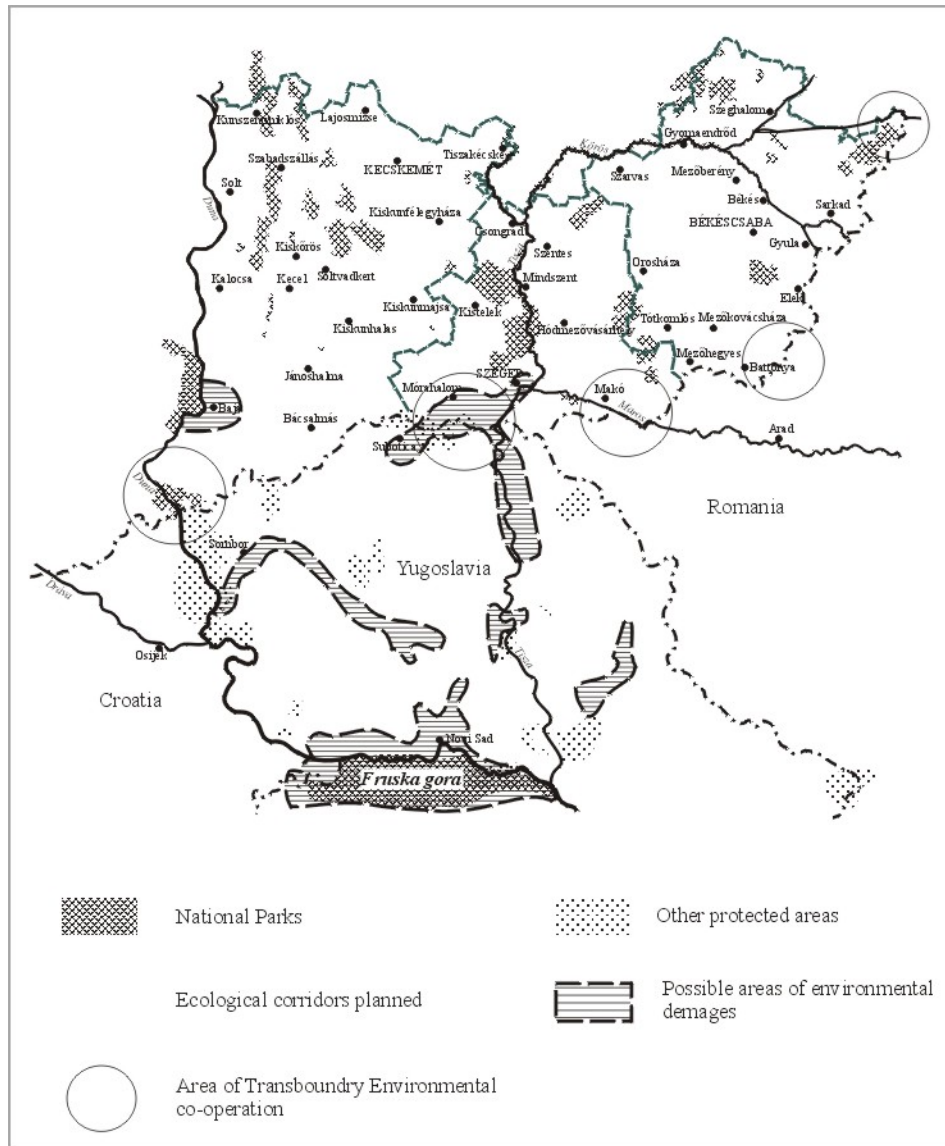 Kunszentmiklós
Lajosmizse
Szeghalom
Gyomaendrőd
Tiszakécske
Körös
Szabadszállás
KECSKEMÉT
Szarvas
Mezőberény
Solt
Duna
Békés
Sarkad
Kiskunfélegyháza
Csongrád
BÉKÉSCSABA
Gyula
Kiskőrös
Szentes
Tisza
Orosháza
Kalocsa
Kecel
Soltvadkert
Mindszent
Elek
Kiskunmajsa
Kistelek
Kiskunhalas
Hódmezővásárhely
Tótkomlós
Mezőkovácsháza
Mezőhegyes
Battonya
Jánoshalma
Mórahalom
SZEGED
Makó
Maros
Baja
Bácsalmás
Subotica
Arad
Duna
Romania
Sombor
Yugoslavia
Drava
Osijek
Tisza
Croatia
Novi Sad
Fruska gora
National Parks
Other protected areas
Ecological corridors planned
Possible areas of environmental
demages
Area of Transboundry Environmental
co-operation